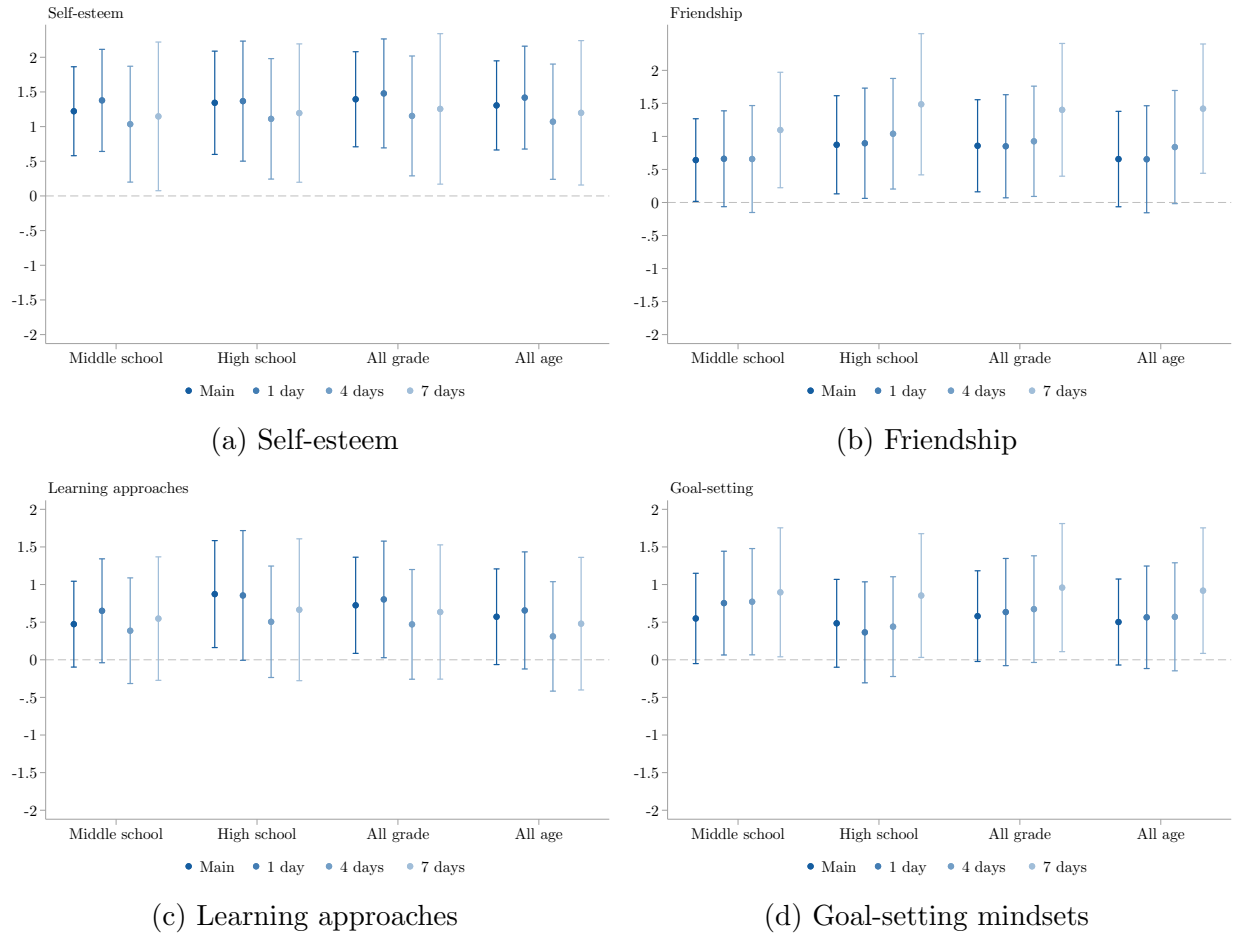 Self-esteem
2
1.5
1
.5
0
-.5
-1
-1.5
-2
Middle school High school All grade All age
Main 1 day 4 days 7 days
(a) Self-esteem
Friendship
2
1.5
1
.5
0
-.5
-1
-1.5
-2
Middle school High school All grade All age
Main 1 day 4 days 7 days
(b) Friendship
Learning approaches
2
1.5
1
.5
0
-.5
-1
-1.5
-2
Middle school High school All grade All age
Main 1 day 4 days 7 days
(c) Learning approaches
Goal-setting
2
1.5
1
.5
0
-.5
-1
-1.5
-2
Middle school High school All grade All age
Main 1 day 4 days 7 days
(d) Goal-setting mindsets